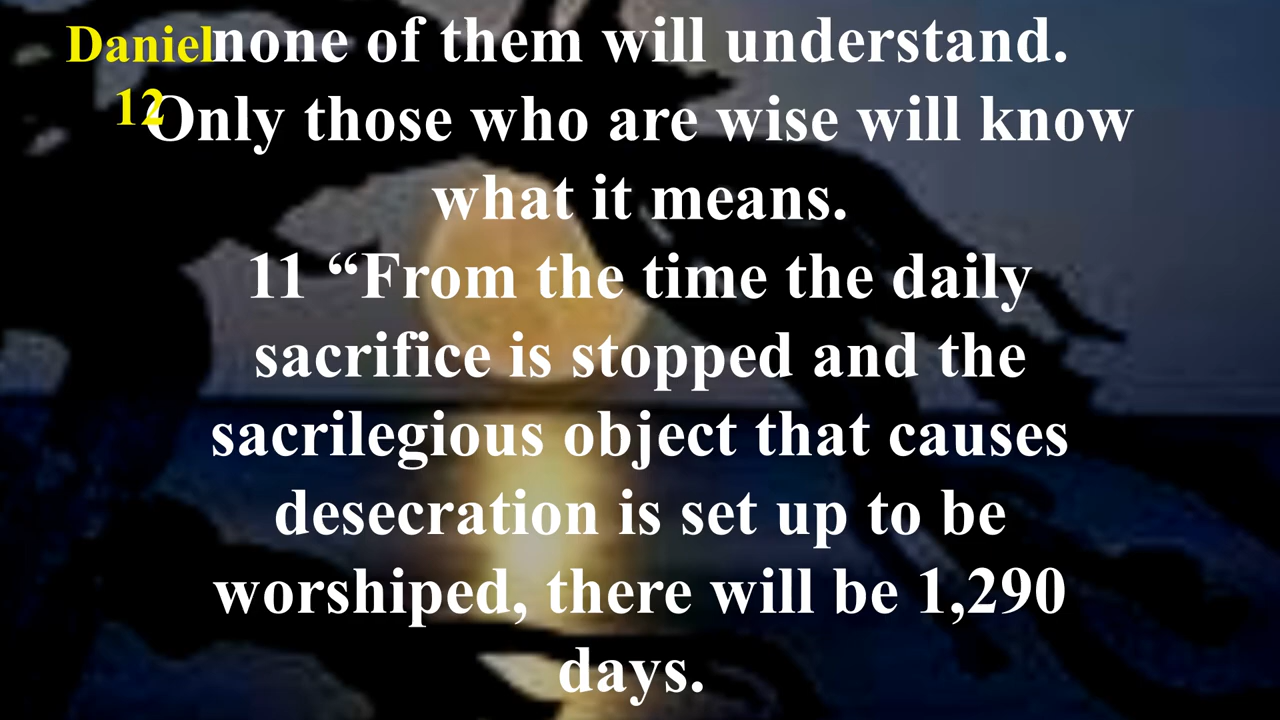 Daniel
12
none of them will understand.
Only those who are wise will know
what it means.
11 “From the time the daily
sacrifice is stopped and the
sacrilegious object that causes
desecration is set up to be
worshiped, there will be 1,290
days.